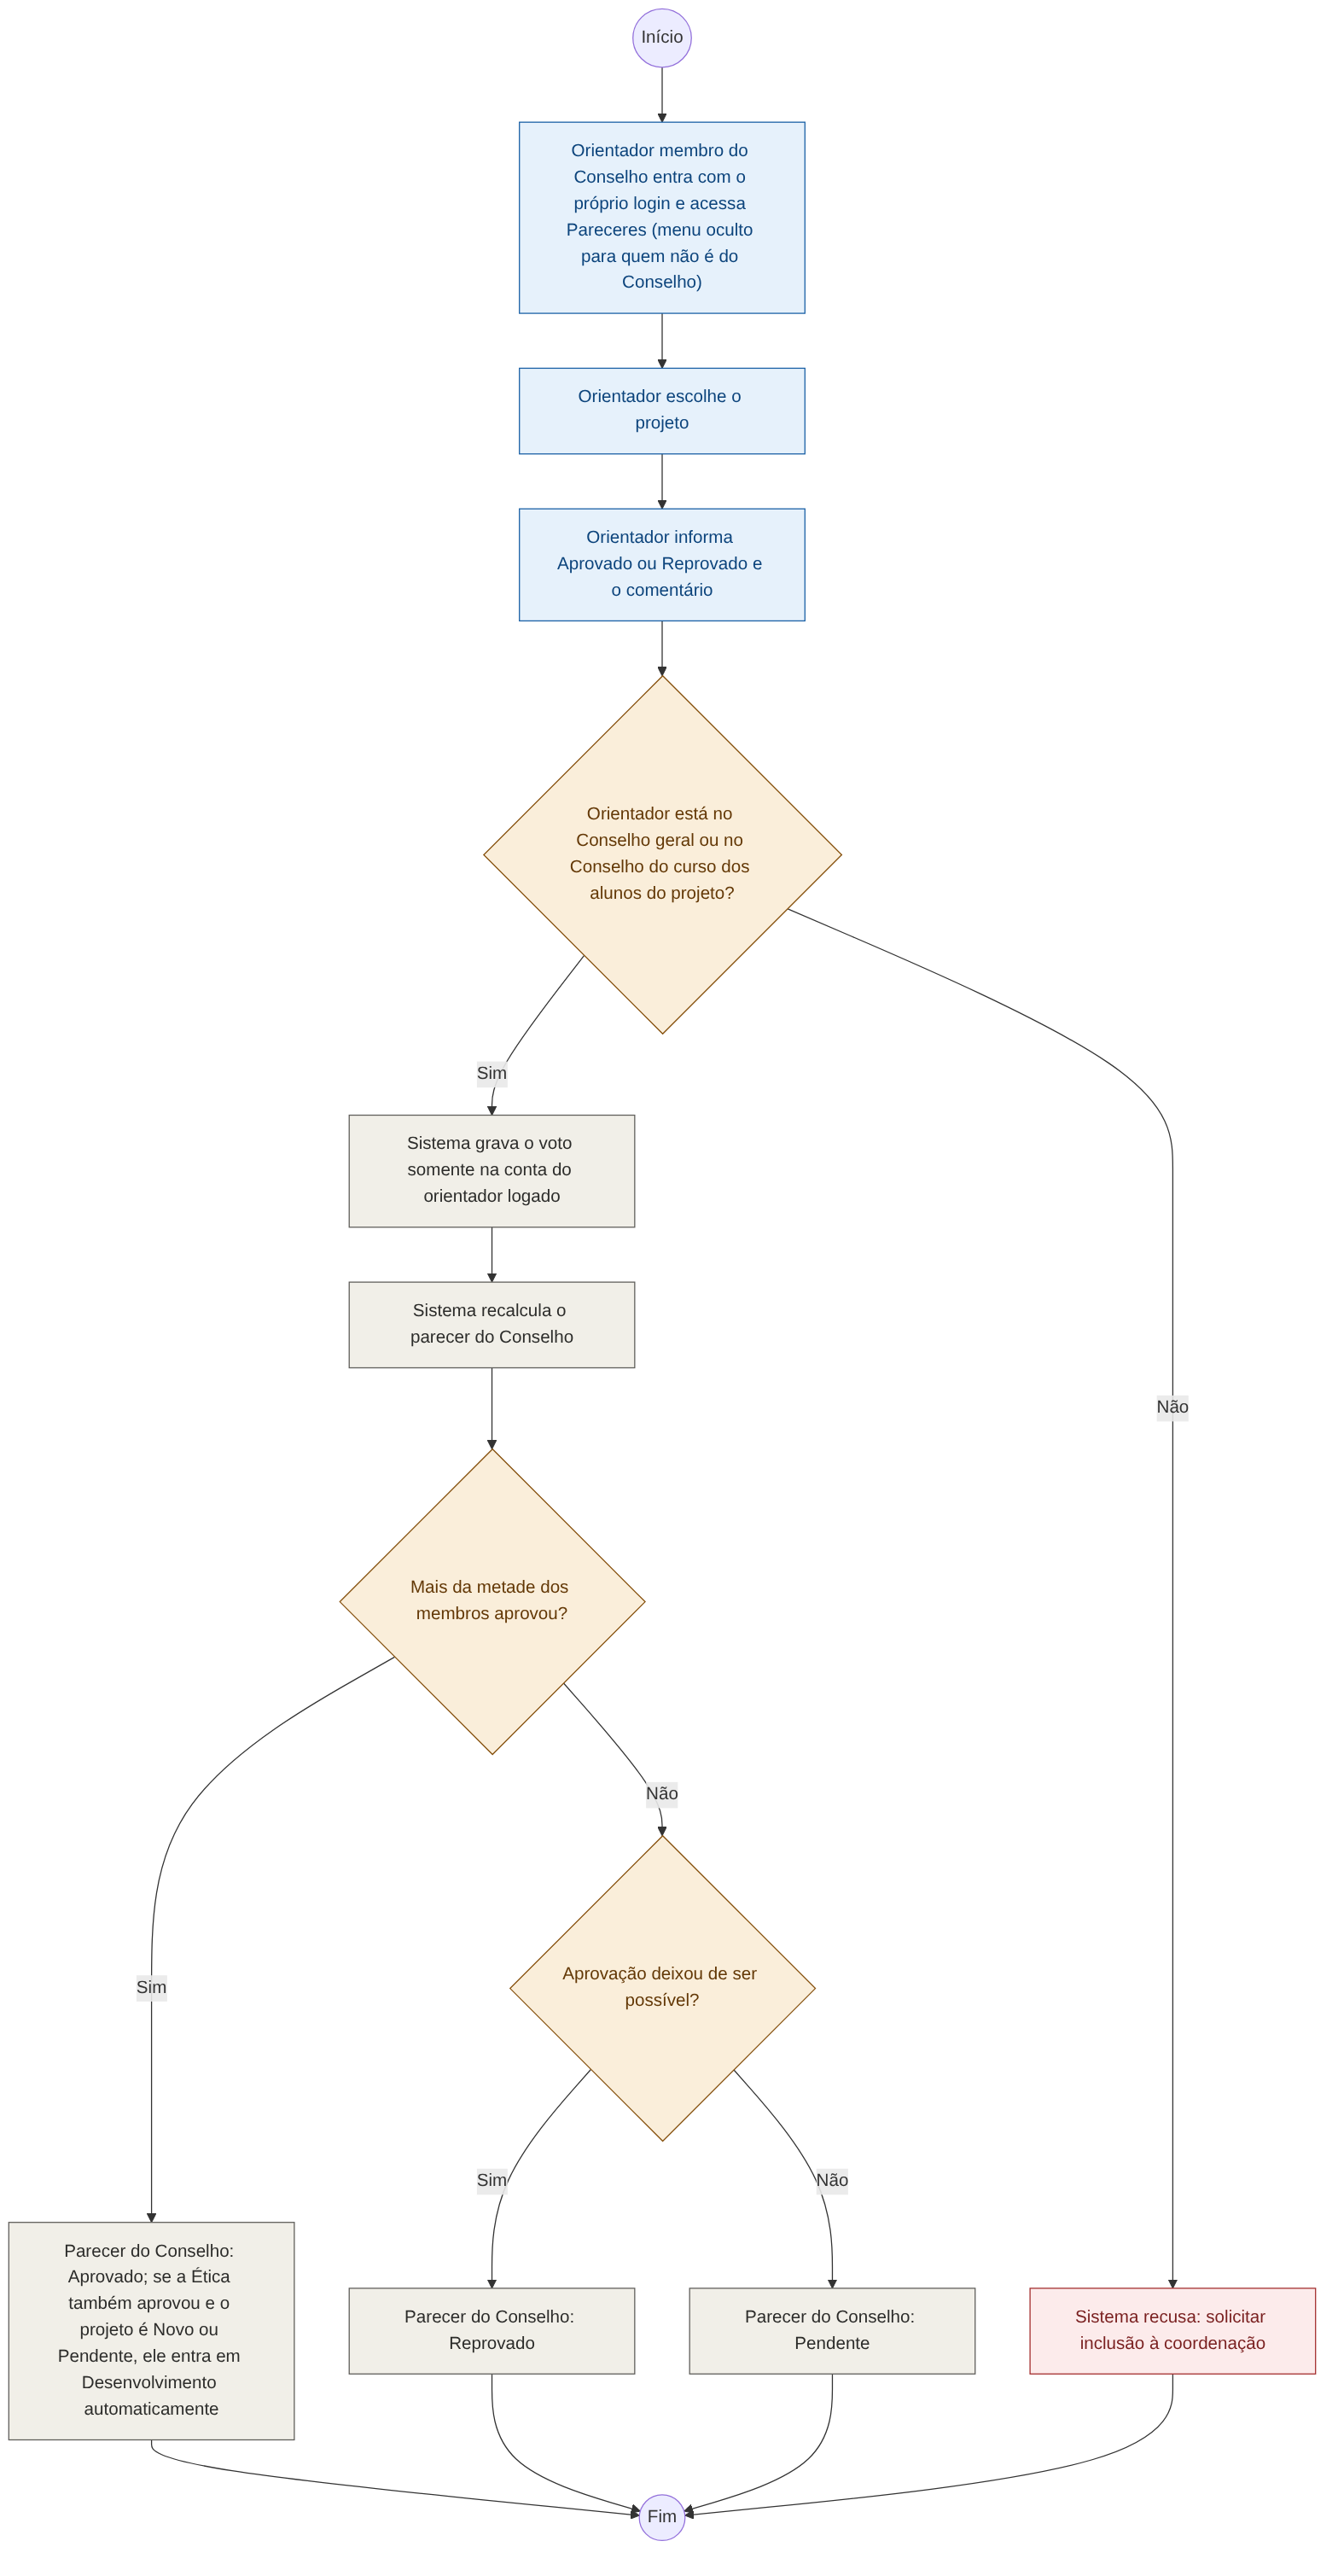 Início
Orientador membro do
Conselho entra com o
próprio login e acessa
Pareceres (menu oculto
para quem não é do
Conselho)
Orientador escolhe o
projeto
Orientador informa
Aprovado ou Reprovado e
o comentário
Orientador está no
Conselho geral ou no
Conselho do curso dos
alunos do projeto?
Sim
Sistema grava o voto
somente na conta do
orientador logado
Sistema recalcula o
parecer do Conselho
Não
Mais da metade dos
membros aprovou?
Não
Sim
Aprovação deixou de ser
possível?
Sim
Não
Parecer do Conselho:
Aprovado; se a Ética
também aprovou e o
projeto é Novo ou
Pendente, ele entra em
Desenvolvimento
automaticamente
Parecer do Conselho:
Reprovado
Parecer do Conselho:
Pendente
Sistema recusa: solicitar
inclusão à coordenação
Fim